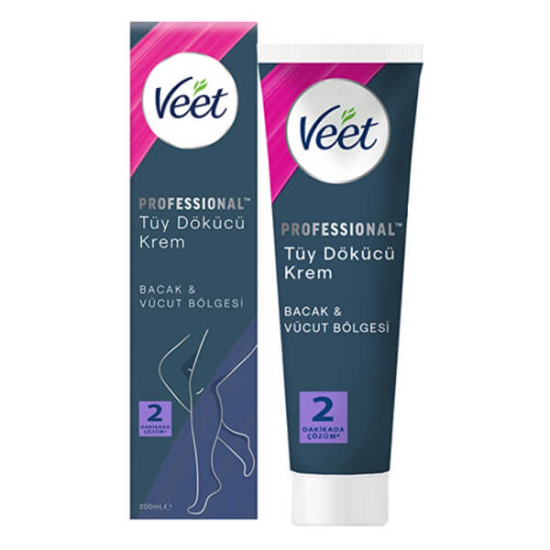 Veet
PROFESSIONAL™
Tüy Dökücü
Krem
BACAK &
VÜCUT BÖLGESİ
2
DAKİKADA
ÇÖZÜM*
200mL e
Veet
PROFESSIONAL™
Tüy Dökücü
Krem
BACAK &
VÜCUT BÖLGESİ
2
DAKİKADA
ÇÖZÜM*